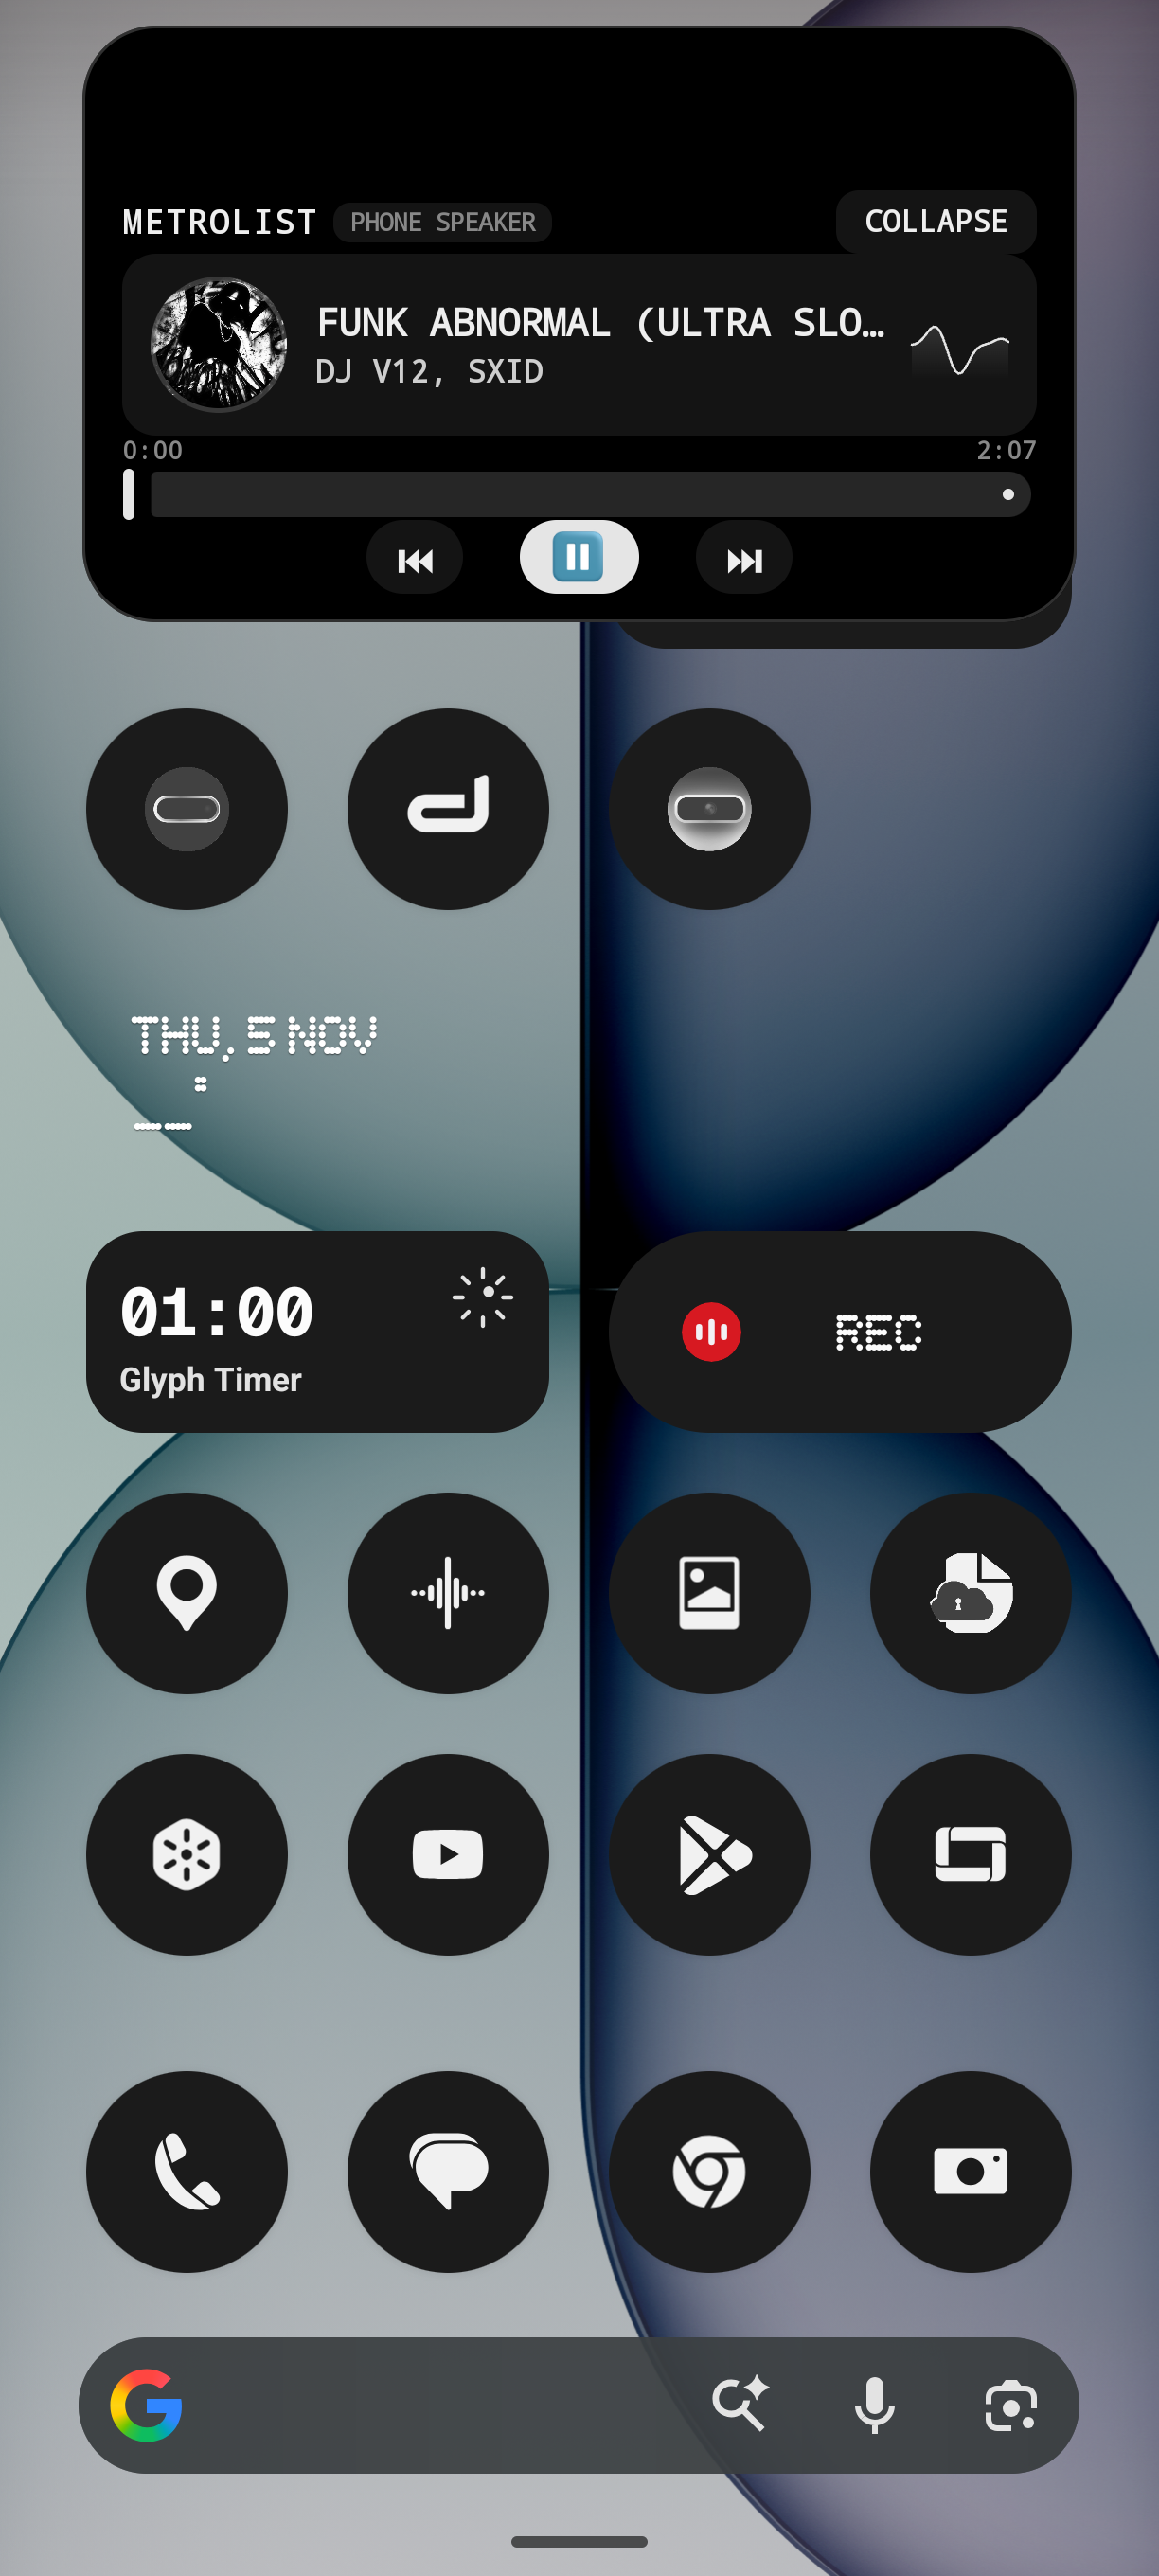 METROLIST PHONE SPEAKER COLLAPSE
FUNK ABNORMAL (ULTRA SLO…
DJ V12, SXID
0:00 2:07
THU, 5 NOV
:
__
01:00
Glyph Timer
REC